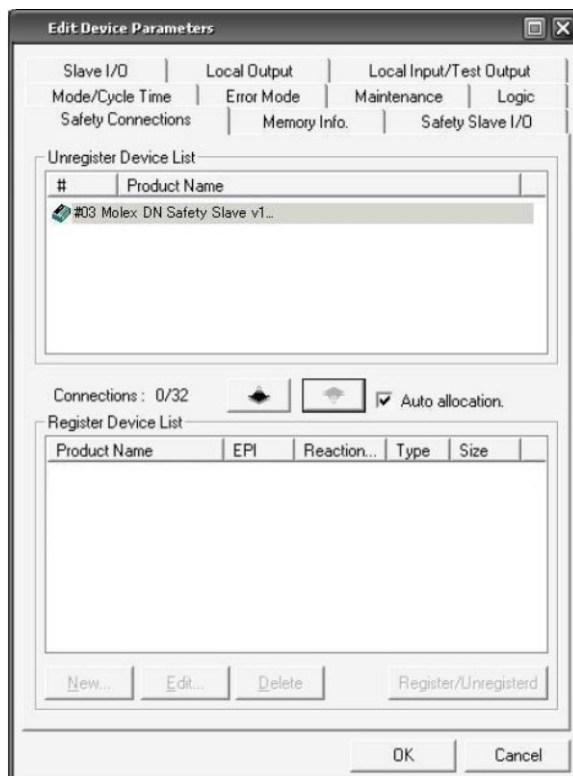 Edit Device Parameters
Slave I/O Local Output Local Input/Test Output
Mode/Cycle Time Error Mode Maintenance Logic
Safety Connections Memory Info. Safety Slave I/O
Unregister Device List
# Product Name
#03 Molex DN Safety Slave v1...
Connections : 0/32 Auto allocation.
Register Device List
Product Name EPI Reaction... Type Size
New... Edit... Delete Register/Unregisterd
OK Cancel